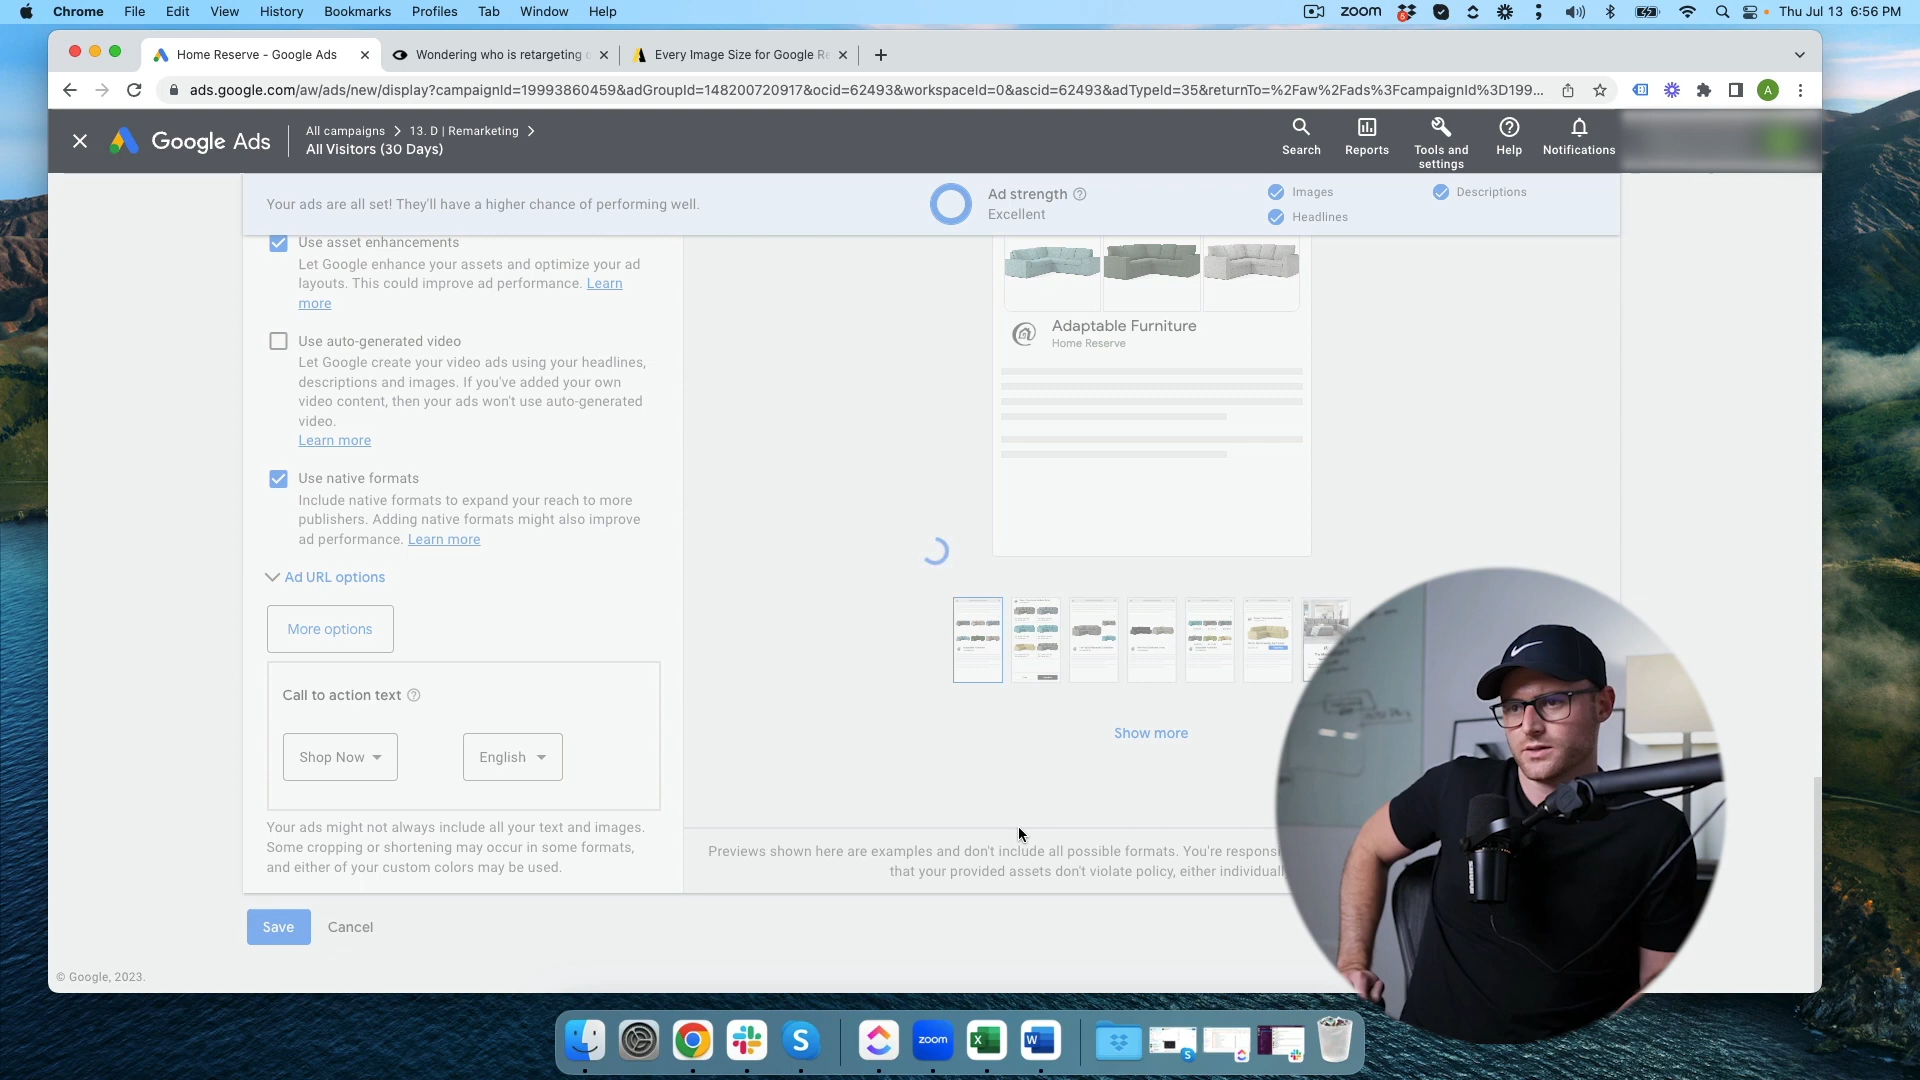 Chrome File Edit View History Bookmarks Profiles Tab Window Help
zoom
5
Thu Jul 13 6:56 PM
Home Reserve - Google Ads
Wondering who is retargeting
Every Image Size for Google Re
ads.google.com/aw/ads/new/display?campaignId=19993860459&adGroupId=148200720917&ocid=62493&workspaceId=0&ascid=62493&adTypeId=35&returnTo=%2Faw%2Fads%3FcampaignId%3D199...
A
Google Ads
All campaigns > 13. D | Remarketing >
All Visitors (30 Days)
Search
Reports
Tools and
settings
Help
Notifications
Your ads are all set! They'll have a higher chance of performing well.
Ad strength
Excellent
Images
Headlines
Descriptions
Use asset enhancements
Let Google enhance your assets and optimize your ad
layouts. This could improve ad performance. Learn
more
Use auto-generated video
Let Google create your video ads using your headlines,
descriptions and images. If you've added your own
video content, then your ads won't use auto-generated
video.
Learn more
Use native formats
Include native formats to expand your reach to more
publishers. Adding native formats might also improve
ad performance. Learn more
Ad URL options
More options
Call to action text
Shop Now
English
Your ads might not always include all your text and images.
Some cropping or shortening may occur in some formats,
and either of your custom colors may be used.
Adaptable Furniture
Home Reserve
Show more
Previews shown here are examples and don't include all possible formats. You're respons
that your provided assets don't violate policy, either individuall
Save
Cancel
© Google, 2023.
S
zoom
X
W
S